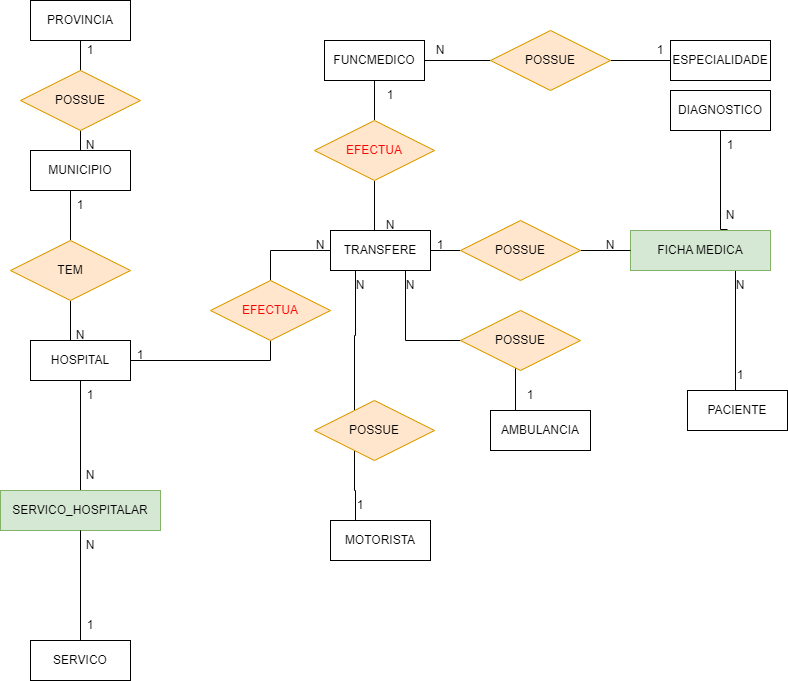 PROVINCIA
1
POSSUE
N
MUNICIPIO
1
TEM
N
HOSPITAL
1
1
N
SERVICO_HOSPITALAR
N
1
SERVICO
EFECTUA
N
FUNCMEDICO
N
POSSUE
1
ESPECIALIDADE
1
EFECTUA
N
TRANSFERE
1
POSSUE
N
FICHA MEDICA
DIAGNOSTICO
1
N
N
1
PACIENTE
N
POSSUE
1
AMBULANCIA
N
POSSUE
1
MOTORISTA